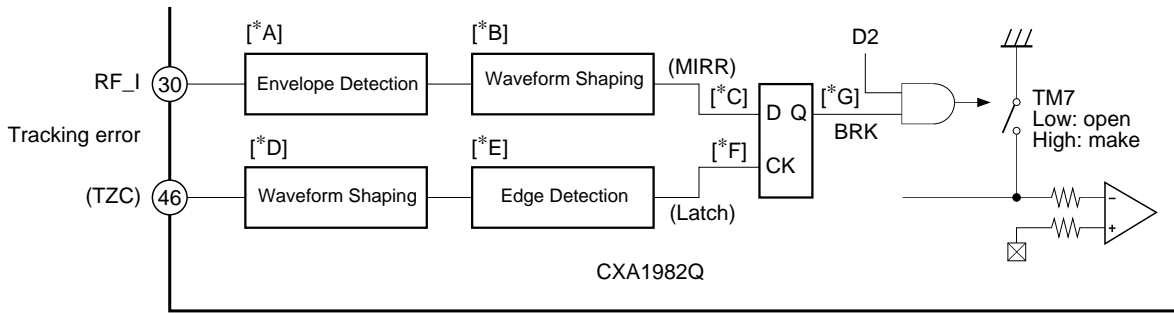 [*A]
[*B]
D2
RF_I
30
Envelope Detection
Waveform Shaping
(MIRR)
[*C]
D Q
[*G]
BRK
TM7
Low: open
High: make
Tracking error
[*D]
[*E]
[*F]
CK
(TZC)
46
Waveform Shaping
Edge Detection
(Latch)
−
+
CXA1982Q